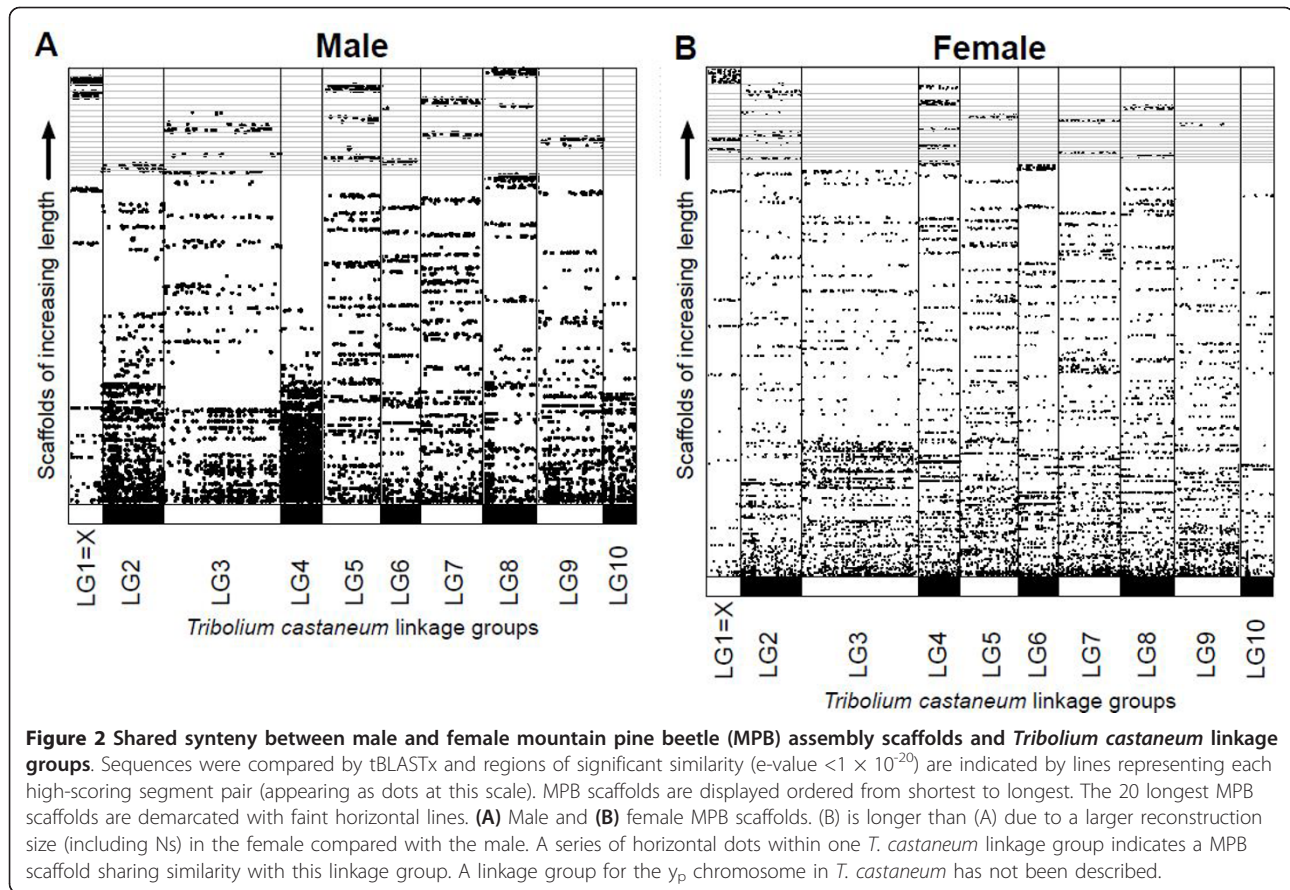 A
Male
B
Female
Scaffolds of increasing length
Scaffolds of increasing length
LG1=X
LG2
LG3
LG4
LG5
LG6
LG7
LG8
LG9
LG10
Tribolium castaneum linkage groups
LG1=X
LG2
LG3
LG4
LG5
LG6
LG7
LG8
LG9
LG10
Tribolium castaneum linkage groups
Figure 2 Shared synteny between male and female mountain pine beetle (MPB) assembly scaffolds and Tribolium castaneum linkage
groups. Sequences were compared by tBLASTx and regions of significant similarity (e-value <1 × 10⁻²⁰) are indicated by lines representing each
high-scoring segment pair (appearing as dots at this scale). MPB scaffolds are displayed ordered from shortest to longest. The 20 longest MPB
scaffolds are demarcated with faint horizontal lines. (A) Male and (B) female MPB scaffolds. (B) is longer than (A) due to a larger reconstruction
size (including Ns) in the female compared with the male. A series of horizontal dots within one T. castaneum linkage group indicates a MPB
scaffold sharing similarity with this linkage group. A linkage group for the yₚ chromosome in T. castaneum has not been described.